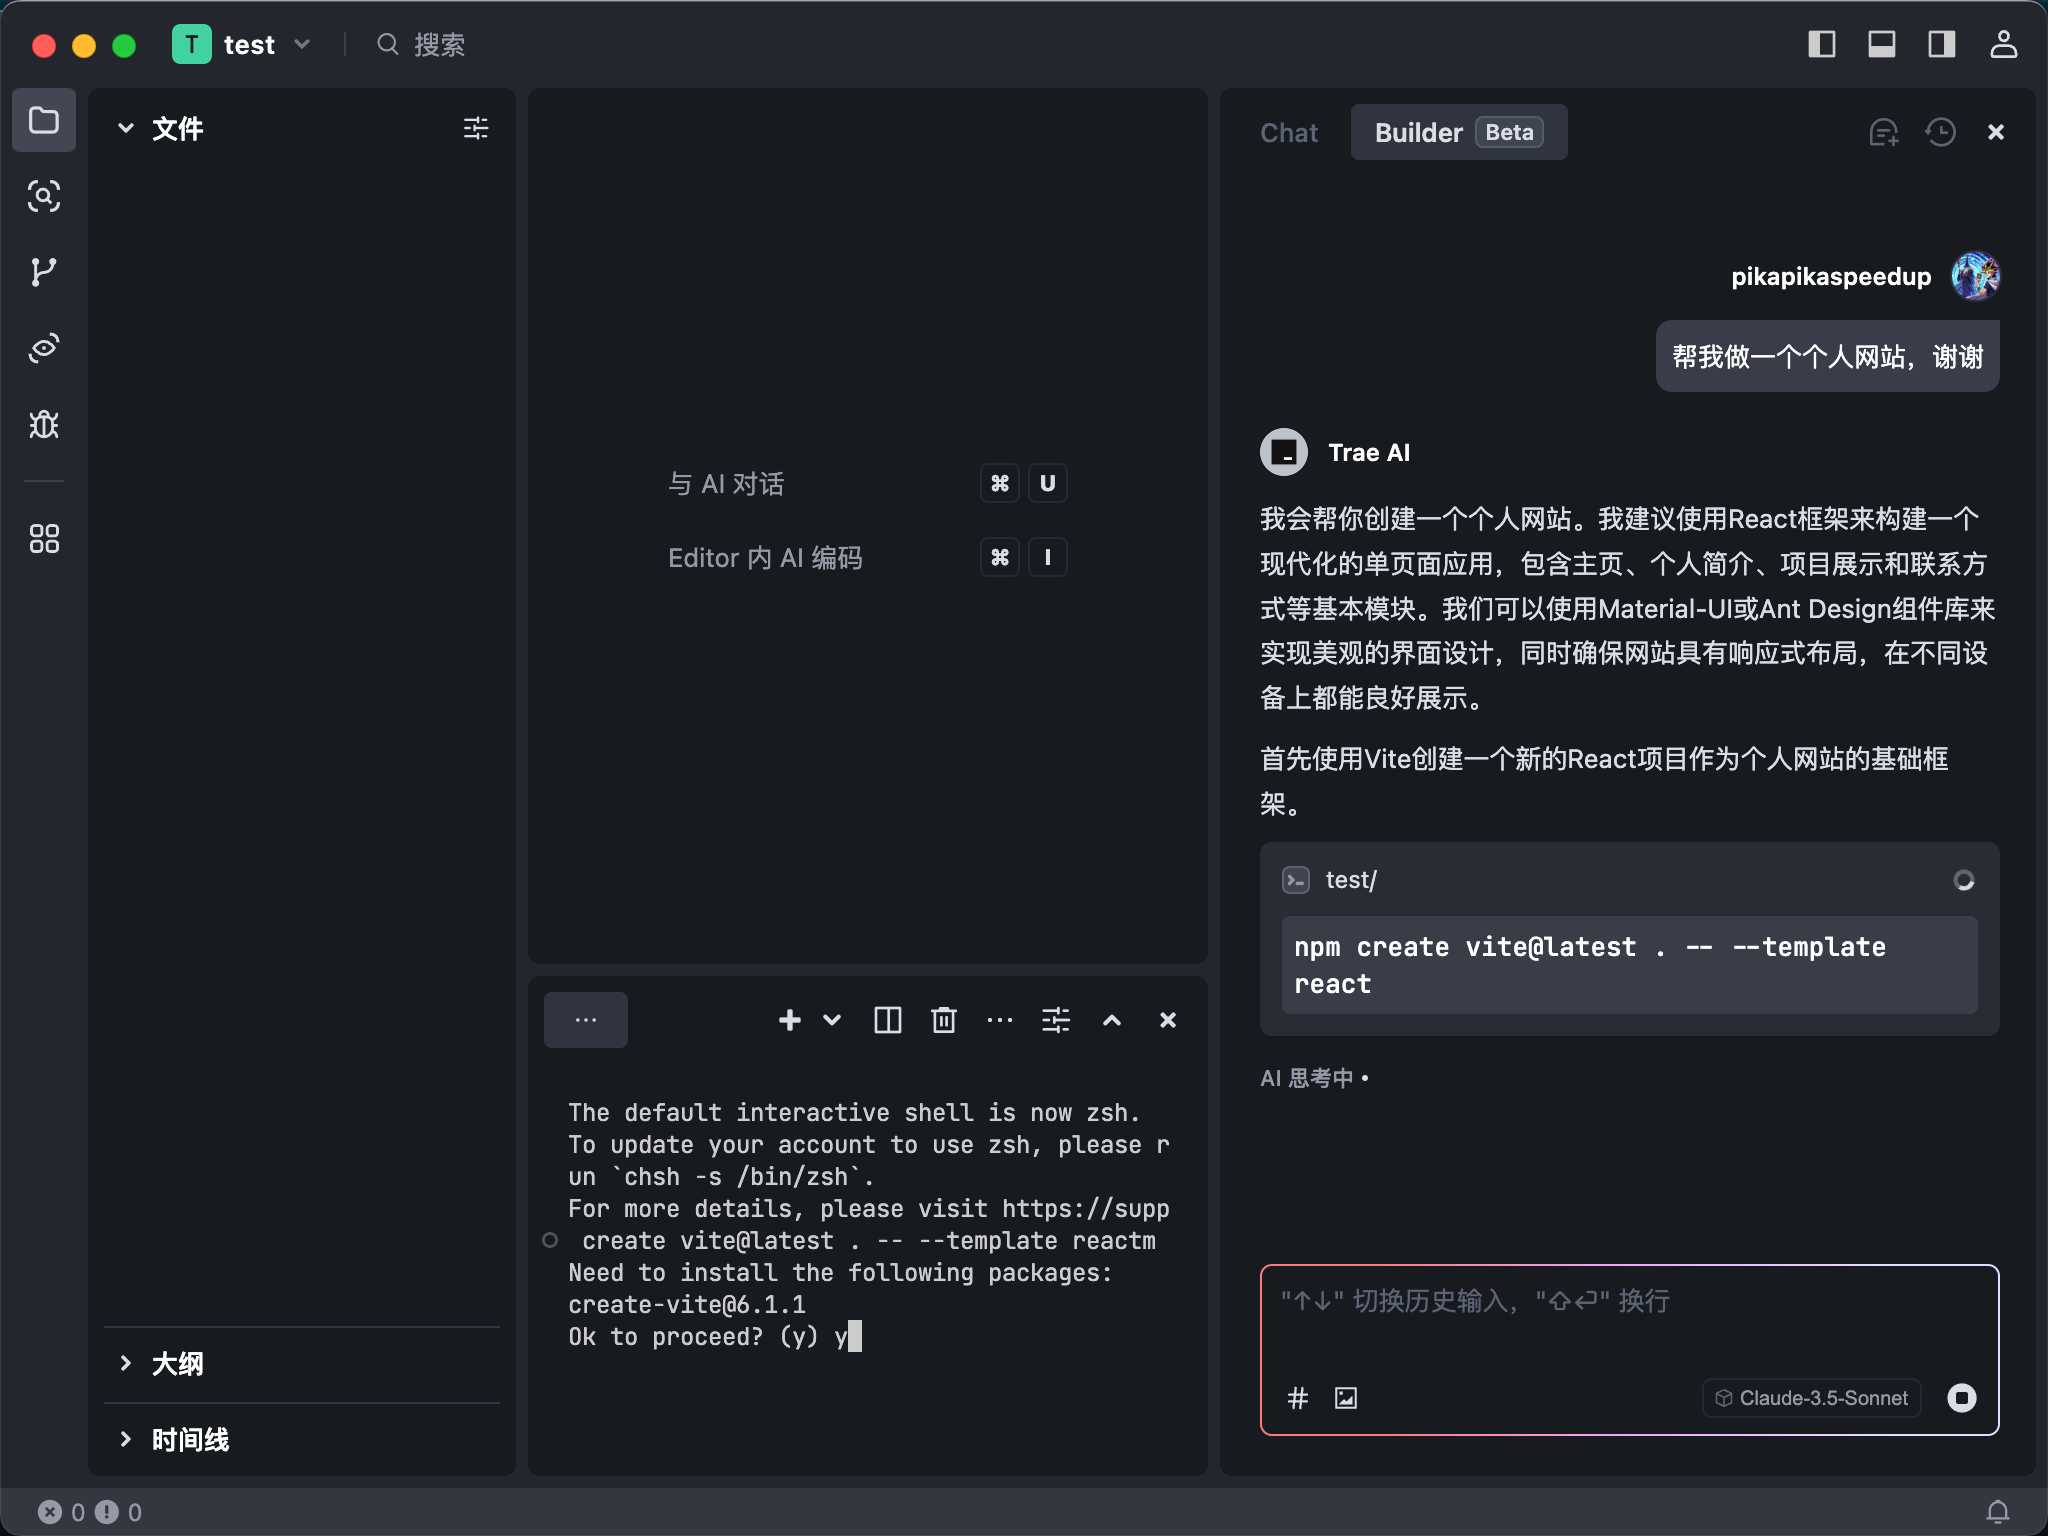 T test
搜索
文件
与 AI 对话 ⌘ U
Editor 内 AI 编码 ⌘ I
...
The default interactive shell is now zsh.
To update your account to use zsh, please r
un `chsh -s /bin/zsh`.
For more details, please visit https://supp
create vite@latest . -- --template reactm
Need to install the following packages:
create-vite@6.1.1
Ok to proceed? (y) y
大纲
时间线
Chat
Builder Beta
pikapikaspeedup
帮我做一个个人网站，谢谢
Trae AI
我会帮你创建一个个人网站。我建议使用React框架来构建一个
现代化的单页面应用，包含主页、个人简介、项目展示和联系方
式等基本模块。我们可以使用Material-UI或Ant Design组件库来
实现美观的界面设计，同时确保网站具有响应式布局，在不同设
备上都能良好展示。
首先使用Vite创建一个新的React项目作为个人网站的基础框
架。
test/
npm create vite@latest . -- --template
react
AI 思考中 •
"↑↓" 切换历史输入，"⇧⏎" 换行
Claude-3.5-Sonnet
0 0